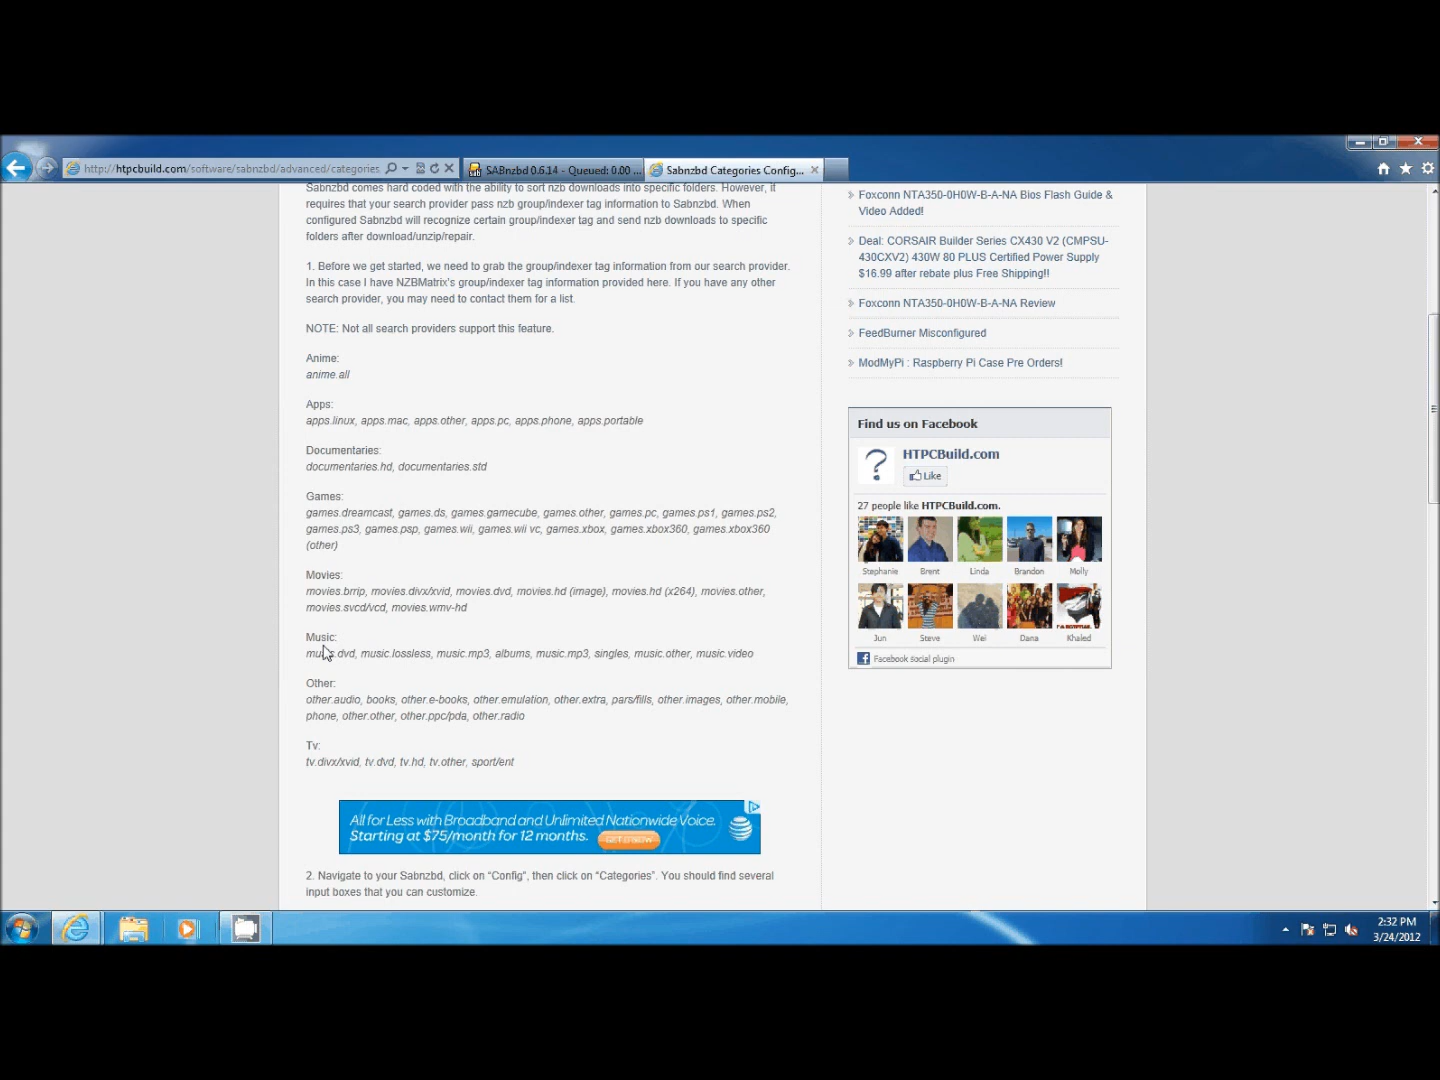 http://htpcbuild.com/software/sabnzbd/advanced/categories
SABnzbd 0.6.14 - Queued: 0.00 ...
Sabnzbd Categories Config...
Sabnzbd comes hard coded with the ability to sort nzb downloads into specific folders. However, it
requires that your search provider pass nzb group/indexer tag information to Sabnzbd. When
configured Sabnzbd will recognize certain group/indexer tag and send nzb downloads to specific
folders after download/unzip/repair.
1. Before we get started, we need to grab the group/indexer tag information from our search provider.
In this case I have NZBMatrix's group/indexer tag information provided here. If you have any other
search provider, you may need to contact them for a list.
NOTE: Not all search providers support this feature.
Anime:
anime.all
Apps:
apps.linux, apps.mac, apps.other, apps.pc, apps.phone, apps.portable
Documentaries:
documentaries.hd, documentaries.std
Games:
games.dreamcast, games.ds, games.gamecube, games.other, games.pc, games.ps1, games.ps2,
games.ps3, games.psp, games.wii, games.wii vc, games.xbox, games.xbox360, games.xbox360
(other)
Movies:
movies.brrip, movies.divx/xvid, movies.dvd, movies.hd (image), movies.hd (x264), movies.other,
movies.svcd/vcd, movies.wmv-hd
Music:
music.dvd, music.lossless, music.mp3, albums, music.mp3, singles, music.other, music.video
Other:
other.audio, books, other.e-books, other.emulation, other.extra, pars/fills, other.images, other.mobile,
phone, other.other, other.ppc/pda, other.radio
Tv:
tv.divx/xvid, tv.dvd, tv.hd, tv.other, sport/ent
All for Less with Broadband and Unlimited Nationwide Voice.
Starting at $75/month for 12 months.
2. Navigate to your Sabnzbd, click on "Config", then click on "Categories". You should find several
input boxes that you can customize.
Foxconn NTA350-0H0W-B-A-NA Bios Flash Guide &
Video Added!
Deal: CORSAIR Builder Series CX430 V2 (CMPSU-
430CXV2) 430W 80 PLUS Certified Power Supply
$16.99 after rebate plus Free Shipping!!
Foxconn NTA350-0H0W-B-A-NA Review
FeedBurner Misconfigured
ModMyPi : Raspberry Pi Case Pre Orders!
Find us on Facebook
HTPCBuild.com
Like
27 people like HTPCBuild.com.
Stephanie Brent Linda Brandon Molly
Jun Steve Wei Dana Khaled
Facebook social plugin
2:32 PM
3/24/2012